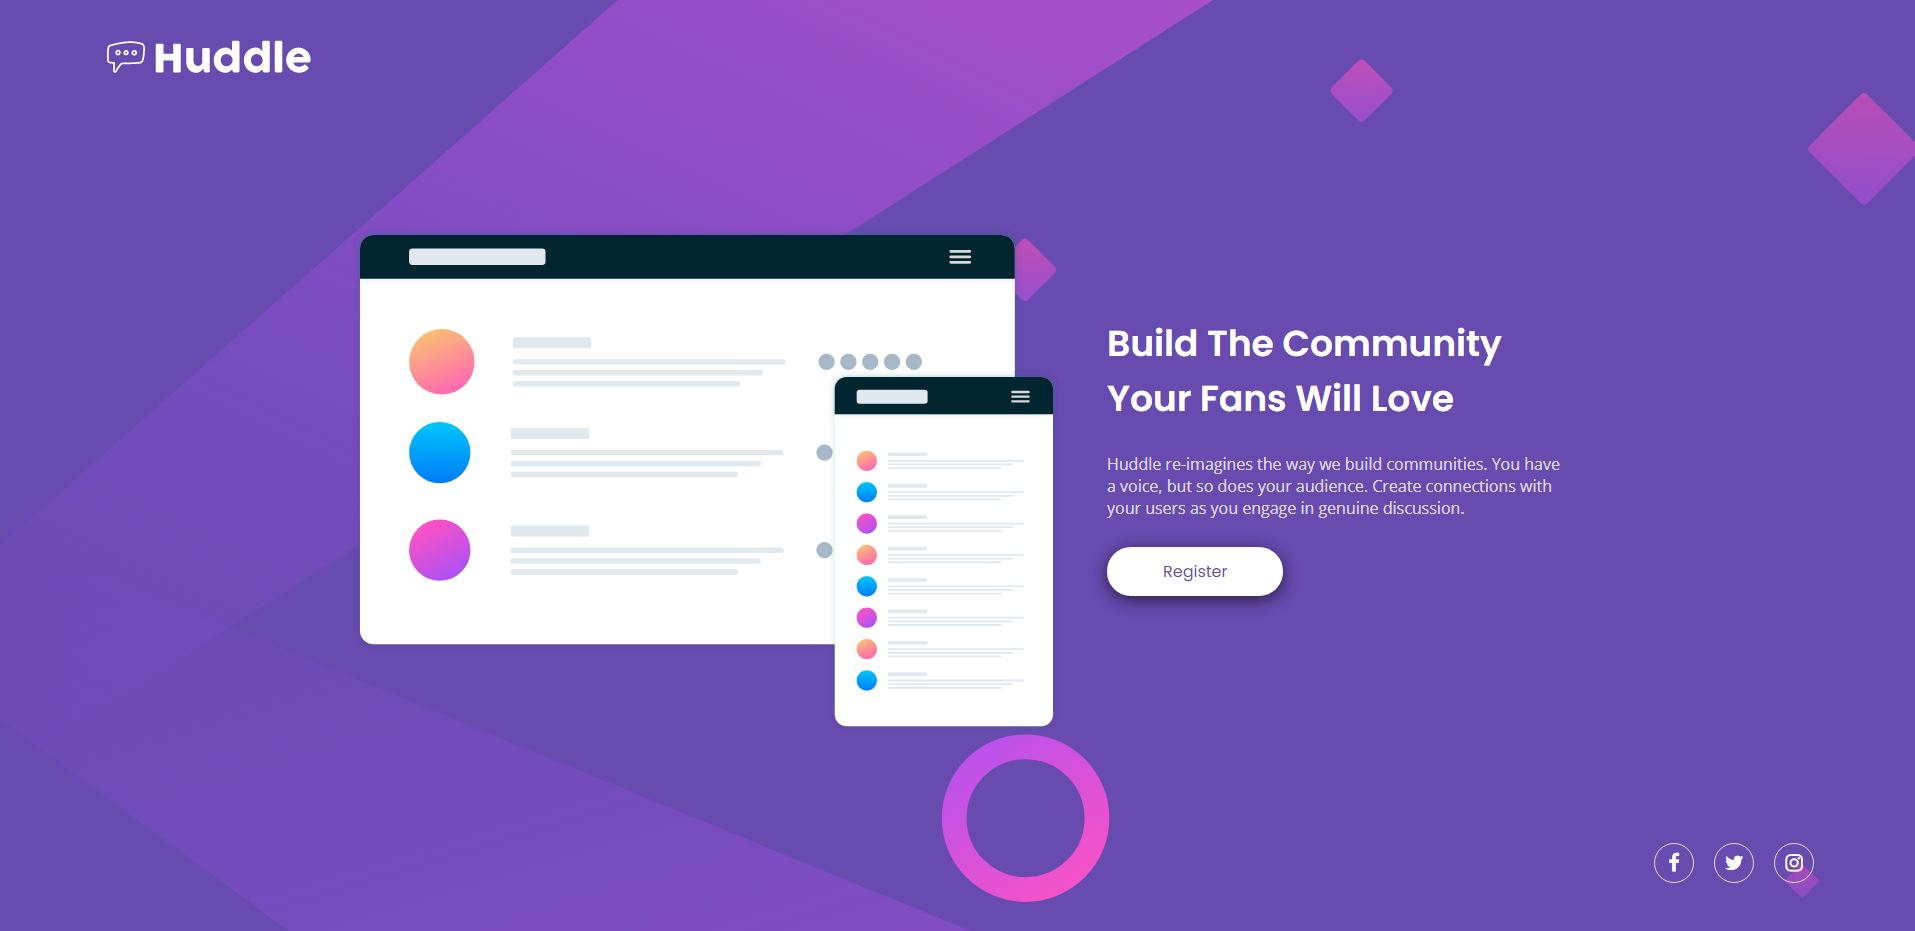 Huddle
Build The Community
Your Fans Will Love
Huddle re-imagines the way we build communities. You have
a voice, but so does your audience. Create connections with
your users as you engage in genuine discussion.
Register